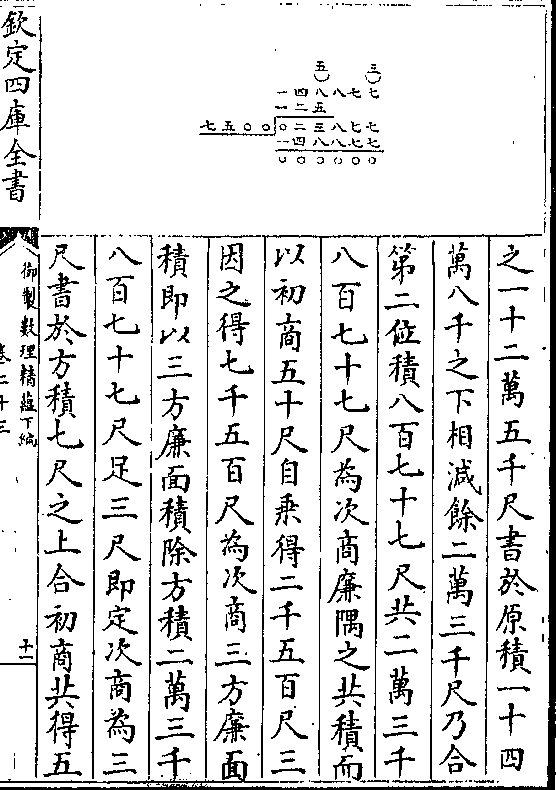 五 三
一四八八七七
一二五
七五〇〇 〇二三八七七
一四八八七七
〇〇〇〇〇〇
之一十二萬五千尺書於原積一十四
萬八千之下相減餘二萬三千尺乃合
第二位積八百七十七尺共二萬三千
八百七十七尺為次商廉隅之共積而
以初商五十尺自乗得二千五百尺三
因之得七千五百尺為次商三方廉面
積即以三方廉面積除方積二萬三千
八百七十七尺足三尺即定次商為三
尺書於方積七尺之上合初商共得五
欽定四庫全書
御製數理精蘊下編
卷二十三
十一